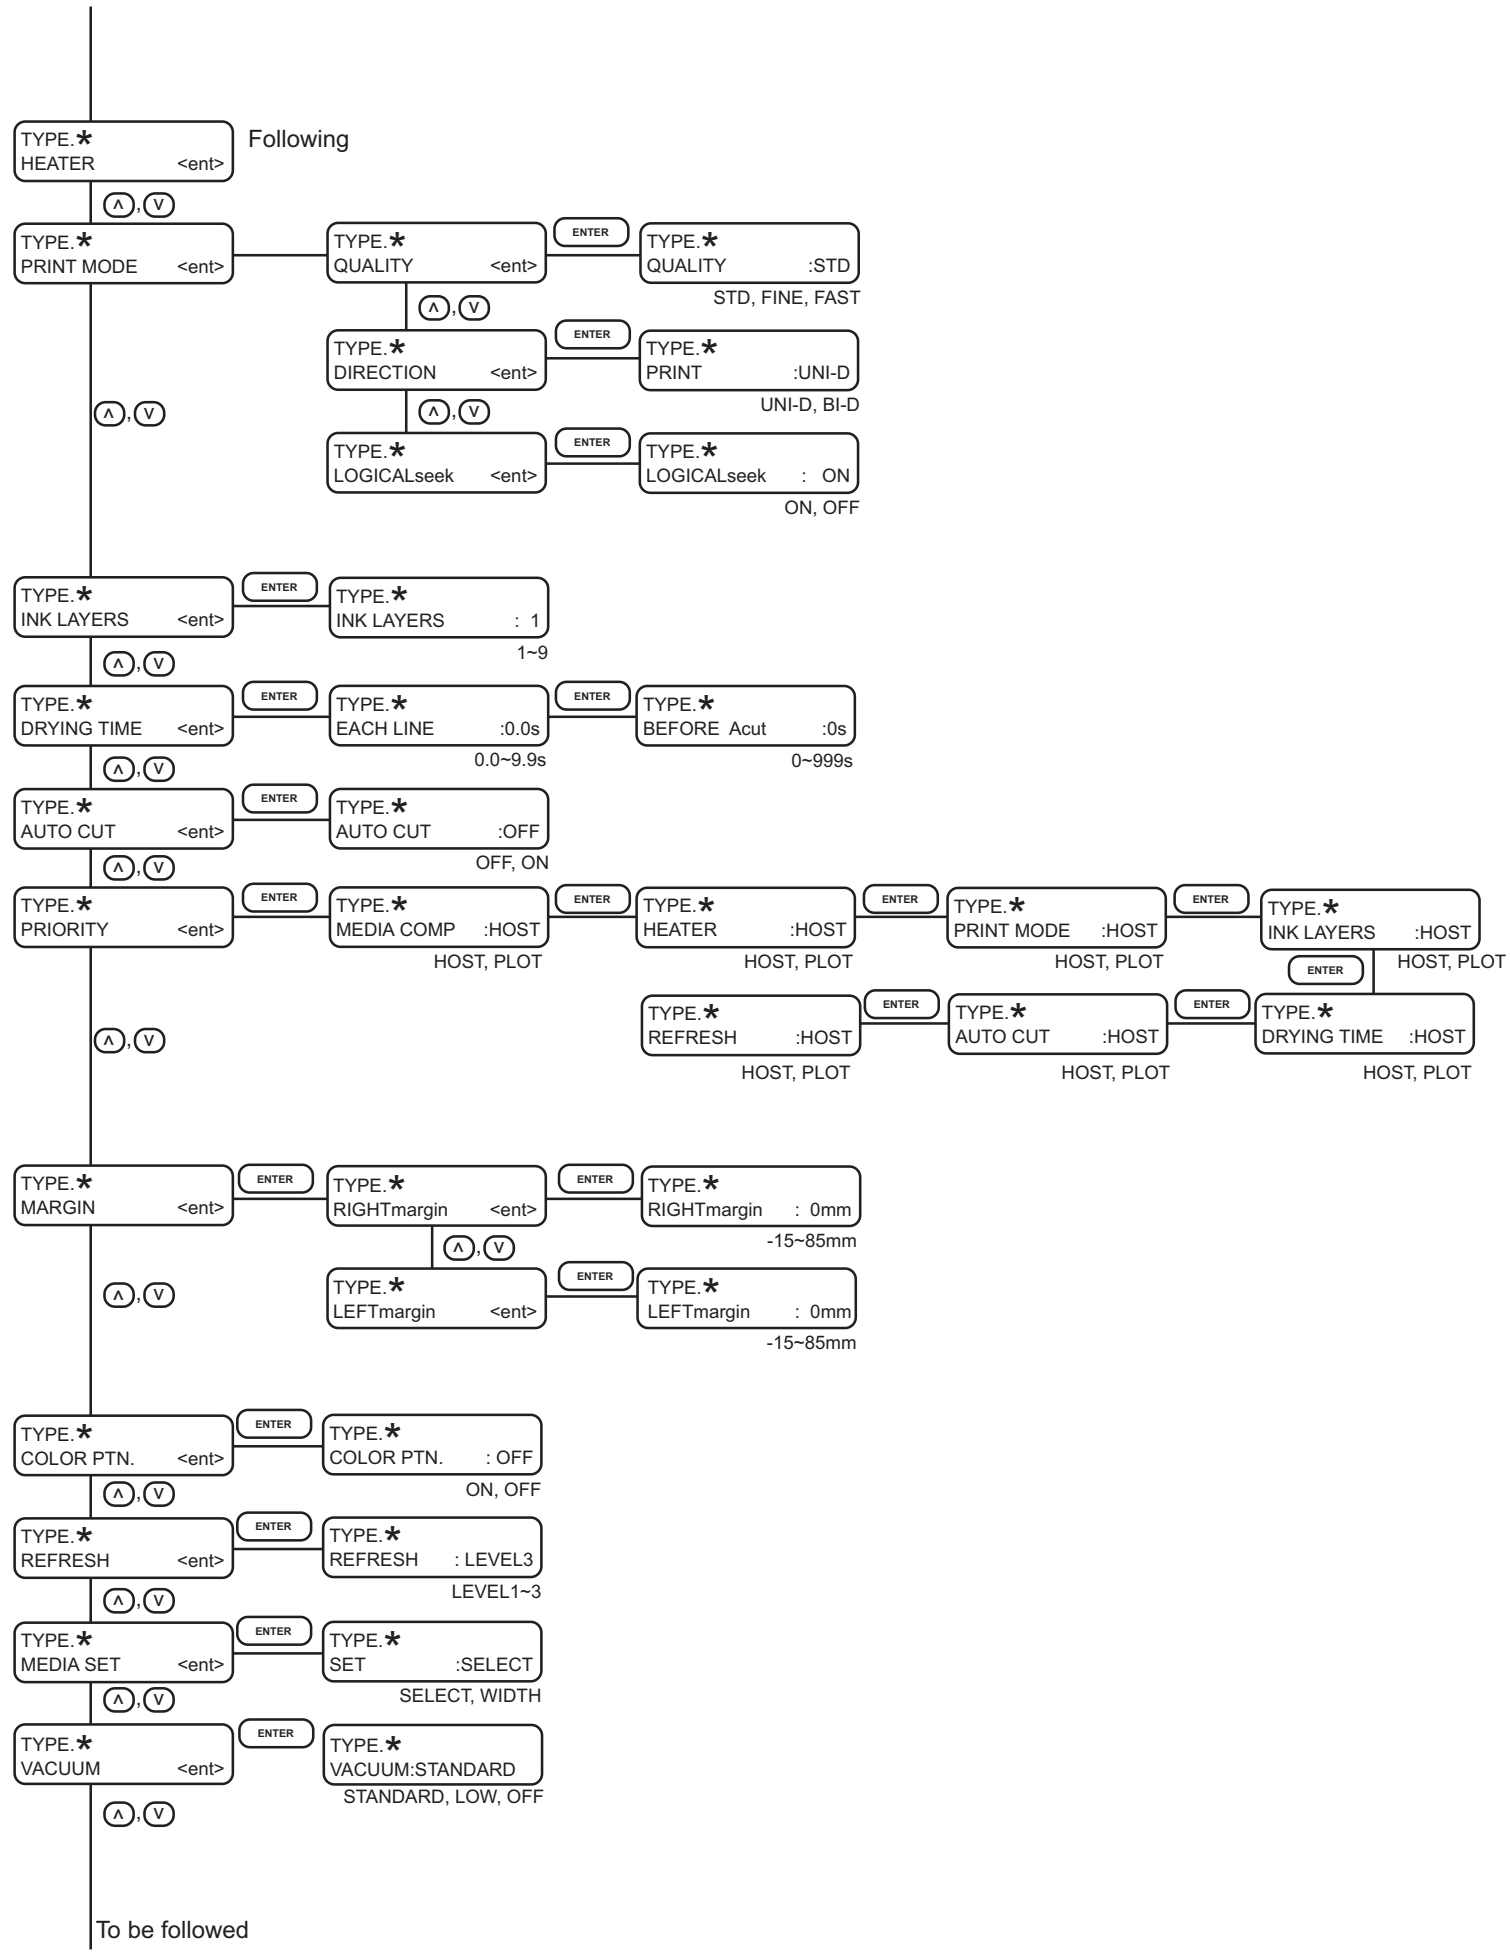 TYPE.*
HEATER <ent>
Following
^, v
TYPE.*
PRINT MODE <ent>
TYPE.*
QUALITY <ent>
ENTER
TYPE.*
QUALITY :STD
STD, FINE, FAST
^, v
TYPE.*
DIRECTION <ent>
ENTER
TYPE.*
PRINT :UNI-D
UNI-D, BI-D
^, v
^, v
TYPE.*
LOGICALseek <ent>
ENTER
TYPE.*
LOGICALseek : ON
ON, OFF
TYPE.*
INK LAYERS <ent>
ENTER
TYPE.*
INK LAYERS : 1
1~9
^, v
TYPE.*
DRYING TIME <ent>
ENTER
TYPE.*
EACH LINE :0.0s
0.0~9.9s
ENTER
TYPE.*
BEFORE Acut :0s
0~999s
^, v
TYPE.*
AUTO CUT <ent>
ENTER
TYPE.*
AUTO CUT :OFF
OFF, ON
^, v
TYPE.*
PRIORITY <ent>
ENTER
TYPE.*
MEDIA COMP :HOST
HOST, PLOT
ENTER
TYPE.*
HEATER :HOST
HOST, PLOT
ENTER
TYPE.*
PRINT MODE :HOST
HOST, PLOT
ENTER
TYPE.*
INK LAYERS :HOST
HOST, PLOT
ENTER
TYPE.*
DRYING TIME :HOST
HOST, PLOT
ENTER
TYPE.*
AUTO CUT :HOST
HOST, PLOT
ENTER
TYPE.*
REFRESH :HOST
HOST, PLOT
^, v
TYPE.*
MARGIN <ent>
ENTER
TYPE.*
RIGHTmargin <ent>
ENTER
TYPE.*
RIGHTmargin : 0mm
-15~85mm
^, v
TYPE.*
LEFTmargin <ent>
ENTER
TYPE.*
LEFTmargin : 0mm
-15~85mm
^, v
TYPE.*
COLOR PTN. <ent>
ENTER
TYPE.*
COLOR PTN. : OFF
ON, OFF
^, v
TYPE.*
REFRESH <ent>
ENTER
TYPE.*
REFRESH : LEVEL3
LEVEL1~3
^, v
TYPE.*
MEDIA SET <ent>
ENTER
TYPE.*
SET :SELECT
SELECT, WIDTH
^, v
TYPE.*
VACUUM <ent>
ENTER
TYPE.*
VACUUM:STANDARD
STANDARD, LOW, OFF
^, v
To be followed